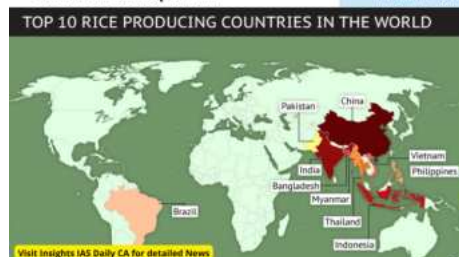 TOP 10 RICE PRODUCING COUNTRIES IN THE WORLD
Pakistan
China
India
Vietnam
Philippines
Bangladesh
Myanmar
Brazil
Thailand
Indonesia
Visit Insights IAS Daily CA for detailed News